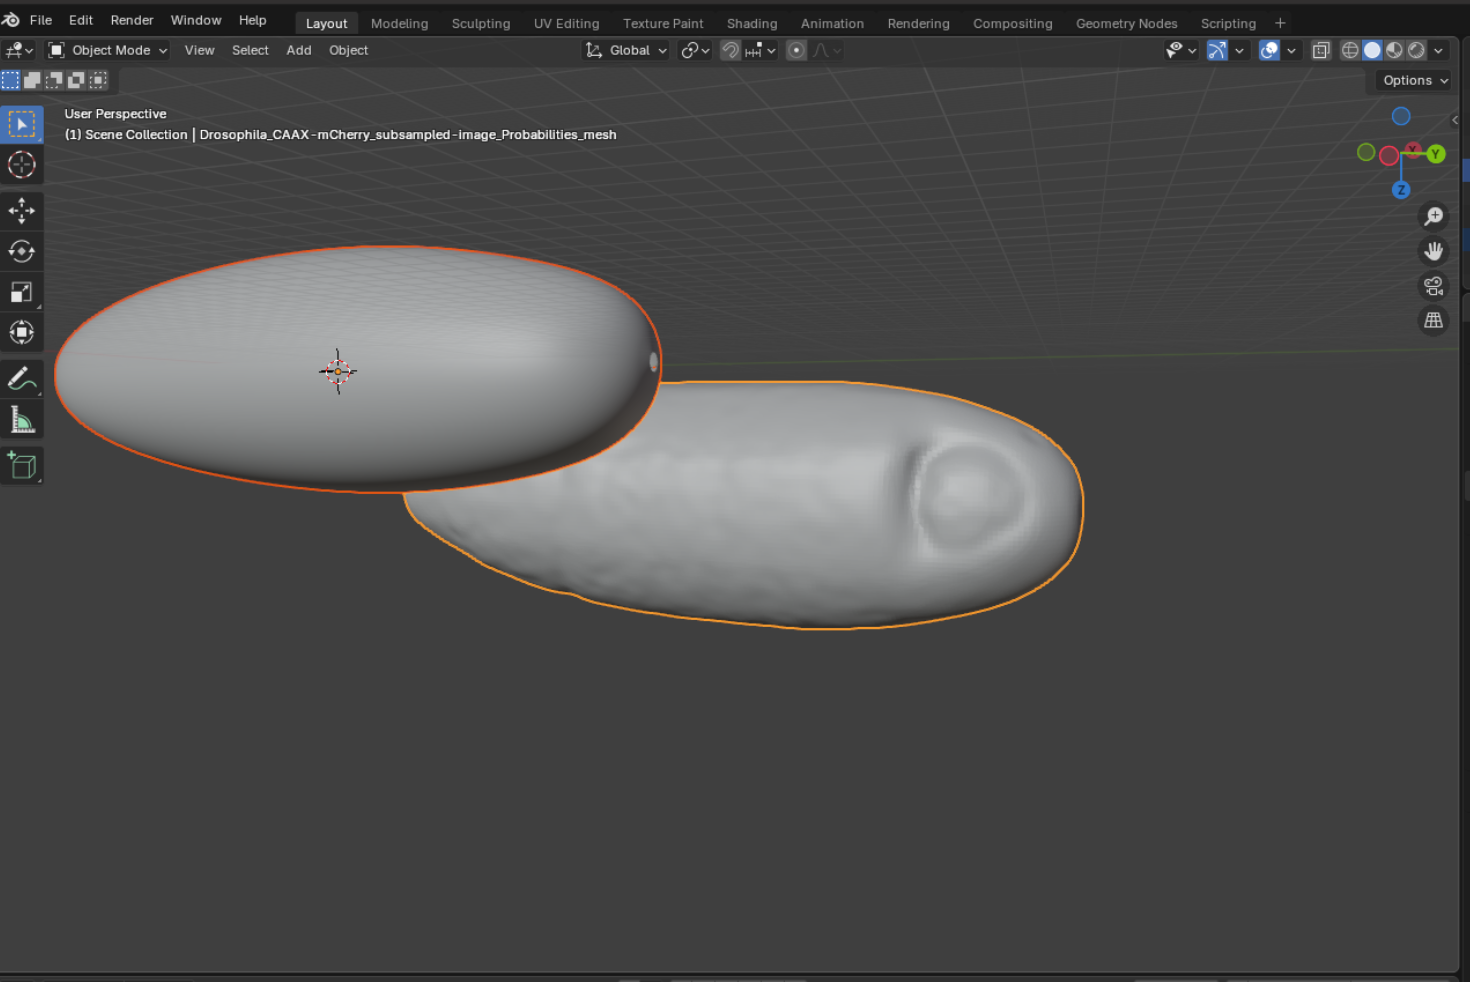 File Edit Render Window Help Layout Modeling Sculpting UV Editing Texture Paint Shading Animation Rendering Compositing Geometry Nodes Scripting +
Object Mode View Select Add Object Global
Options
User Perspective
(1) Scene Collection | Drosophila_CAAX-mCherry_subsampled-image_Probabilities_mesh
X Y
Z